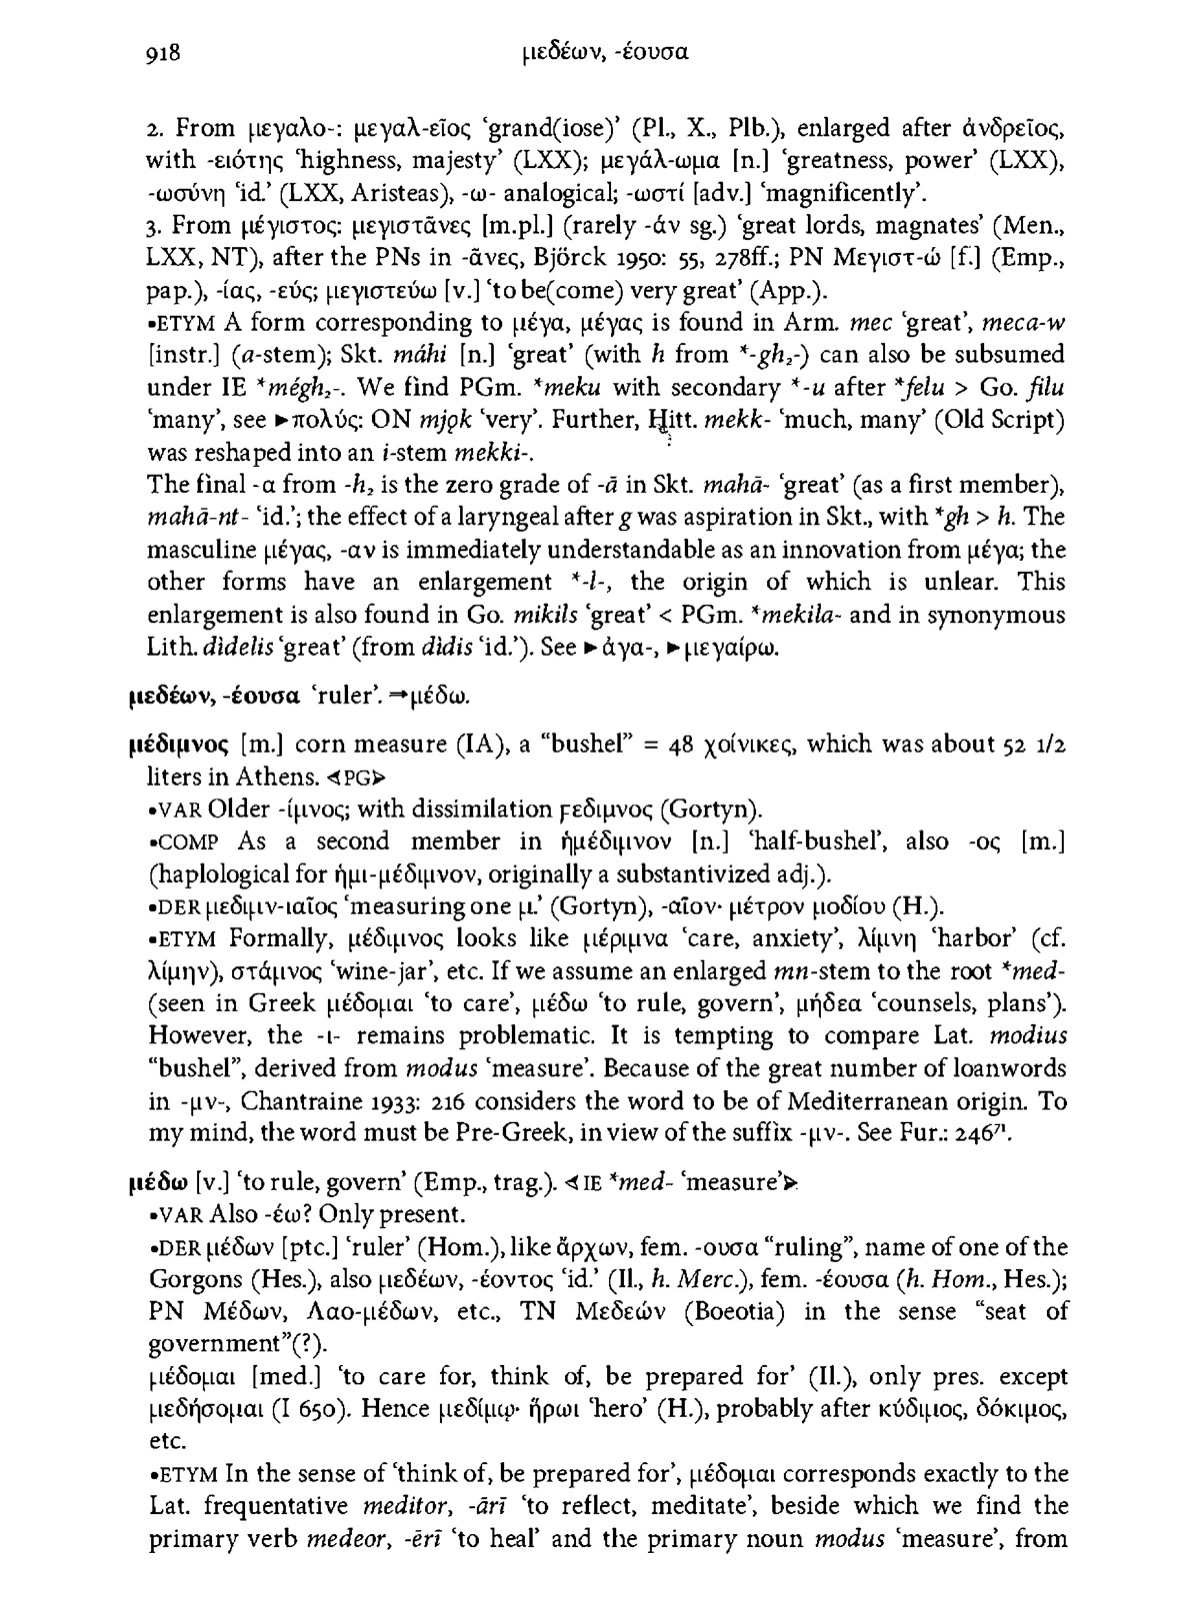 918 μεδέων, -έουσα
2. From μεγαλο-: μεγαλ-εῖος ‘grand(iose)’ (Pl., X., Plb.), enlarged after ἀνδρεῖος,
with -ειότης ‘highness, majesty’ (LXX); μεγάλ-ωμα [n.] ‘greatness, power’ (LXX),
-ωσύνη ‘id.’ (LXX, Aristeas), -ω- analogical; -ωστί [adv.] ‘magnificently’.
3. From μέγιστος: μεγιστᾶνες [m.pl.] (rarely -άν sg.) ‘great lords, magnates’ (Men.,
LXX, NT), after the PNs in -ᾶνες, Björck 1950: 55, 278ff.; PN Μεγιστ-ώ [f.] (Emp.,
pap.), -ίας, -εύς; μεγιστεύω [v.] ‘to be(come) very great’ (App.).
•ETYM A form corresponding to μέγα, μέγας is found in Arm. mec ‘great’, meca-w
[instr.] (a-stem); Skt. máhi [n.] ‘great’ (with h from *-gh₂-) can also be subsumed
under IE *mégh₂-. We find PGm. *meku with secondary *-u after *felu > Go. filu
‘many’, see ►πολύς: ON mjǫk ‘very’. Further, Hitt. mekk- ‘much, many’ (Old Script)
was reshaped into an i-stem mekki-.
The final -α from -h₂ is the zero grade of -ā in Skt. mahā- ‘great’ (as a first member),
mahā-nt- ‘id.’; the effect of a laryngeal after g was aspiration in Skt., with *gh > h. The
masculine μέγας, -αν is immediately understandable as an innovation from μέγα; the
other forms have an enlargement *-l-, the origin of which is unlear. This
enlargement is also found in Go. mikils ‘great’ < PGm. *mekila- and in synonymous
Lith. dìdelis ‘great’ (from dìdis ‘id.’). See ►ἀγα-, ►μεγαίρω.
μεδέων, -έουσα ‘ruler’. ⇒μέδω.
μέδιμνος [m.] corn measure (IA), a “bushel” = 48 χοίνικες, which was about 52 1/2
liters in Athens. ⋖PG⋗
•VAR Older -ίμνος; with dissimilation ϝεδιμνος (Gortyn).
•COMP As a second member in ἡμέδιμνον [n.] ‘half-bushel’, also -ος [m.]
(haplological for ἡμι-μέδιμνον, originally a substantivized adj.).
•DER μεδιμν-ιαῖος ‘measuring one μ.’ (Gortyn), -αῖον· μέτρον μοδίου (H.).
•ETYM Formally, μέδιμνος looks like μέριμνα ‘care, anxiety’, λίμνη ‘harbor’ (cf.
λίμην), στάμνος ‘wine-jar’, etc. If we assume an enlarged mn-stem to the root *med-
(seen in Greek μέδομαι ‘to care’, μέδω ‘to rule, govern’, μήδεα ‘counsels, plans’).
However, the -ι- remains problematic. It is tempting to compare Lat. modius
“bushel”, derived from modus ‘measure’. Because of the great number of loanwords
in -μν-, Chantraine 1933: 216 considers the word to be of Mediterranean origin. To
my mind, the word must be Pre-Greek, in view of the suffix -μν-. See Fur.: 246⁷¹.
μέδω [v.] ‘to rule, govern’ (Emp., trag.). ⋖IE *med- ‘measure’⋗
•VAR Also -έω? Only present.
•DER μέδων [ptc.] ‘ruler’ (Hom.), like ἄρχων, fem. -ουσα “ruling”, name of one of the
Gorgons (Hes.), also μεδέων, -έοντος ‘id.’ (Il., h. Merc.), fem. -έουσα (h. Hom., Hes.);
PN Μέδων, Λαο-μέδων, etc., TN Μεδεών (Boeotia) in the sense “seat of
government”(?).
μέδομαι [med.] ‘to care for, think of, be prepared for’ (Il.), only pres. except
μεδήσομαι (Ι 650). Hence μεδίμῳ· ἥρωι ‘hero’ (H.), probably after κύδιμος, δόκιμος,
etc.
•ETYM In the sense of ‘think of, be prepared for’, μέδομαι corresponds exactly to the
Lat. frequentative meditor, -ārī ‘to reflect, meditate’, beside which we find the
primary verb medeor, -ērī ‘to heal’ and the primary noun modus ‘measure’, from